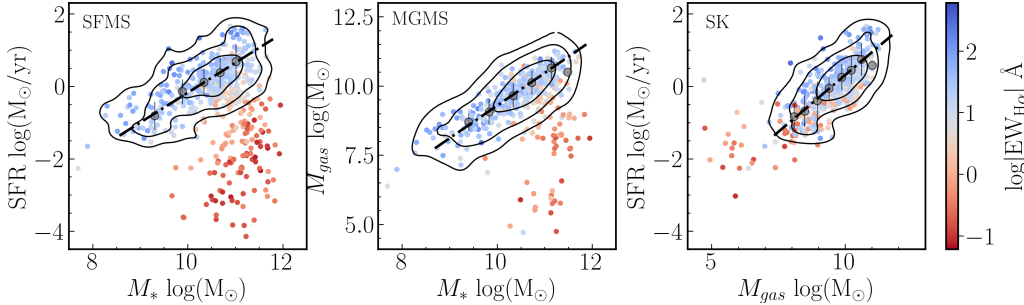 SFMS
SFR log(M⊙/yr)
2
0
−2
−4
8
10
12
M∗ log(M⊙)
MGMS
Mgas log(M⊙)
12.5
10.0
7.5
5.0
8
10
12
M∗ log(M⊙)
SK
SFR log(M⊙/yr)
2
0
−2
−4
5
10
Mgas log(M⊙)
2
1
0
−1
log|EWHα| Å